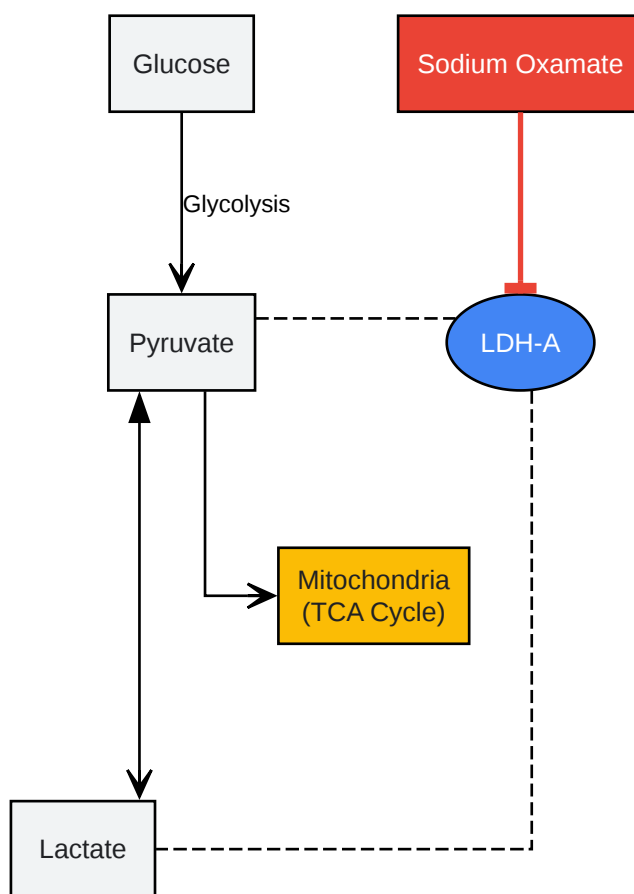 Glucose
Sodium Oxamate
Glycolysis
Pyruvate
LDH-A
Mitochondria
(TCA Cycle)
Lactate